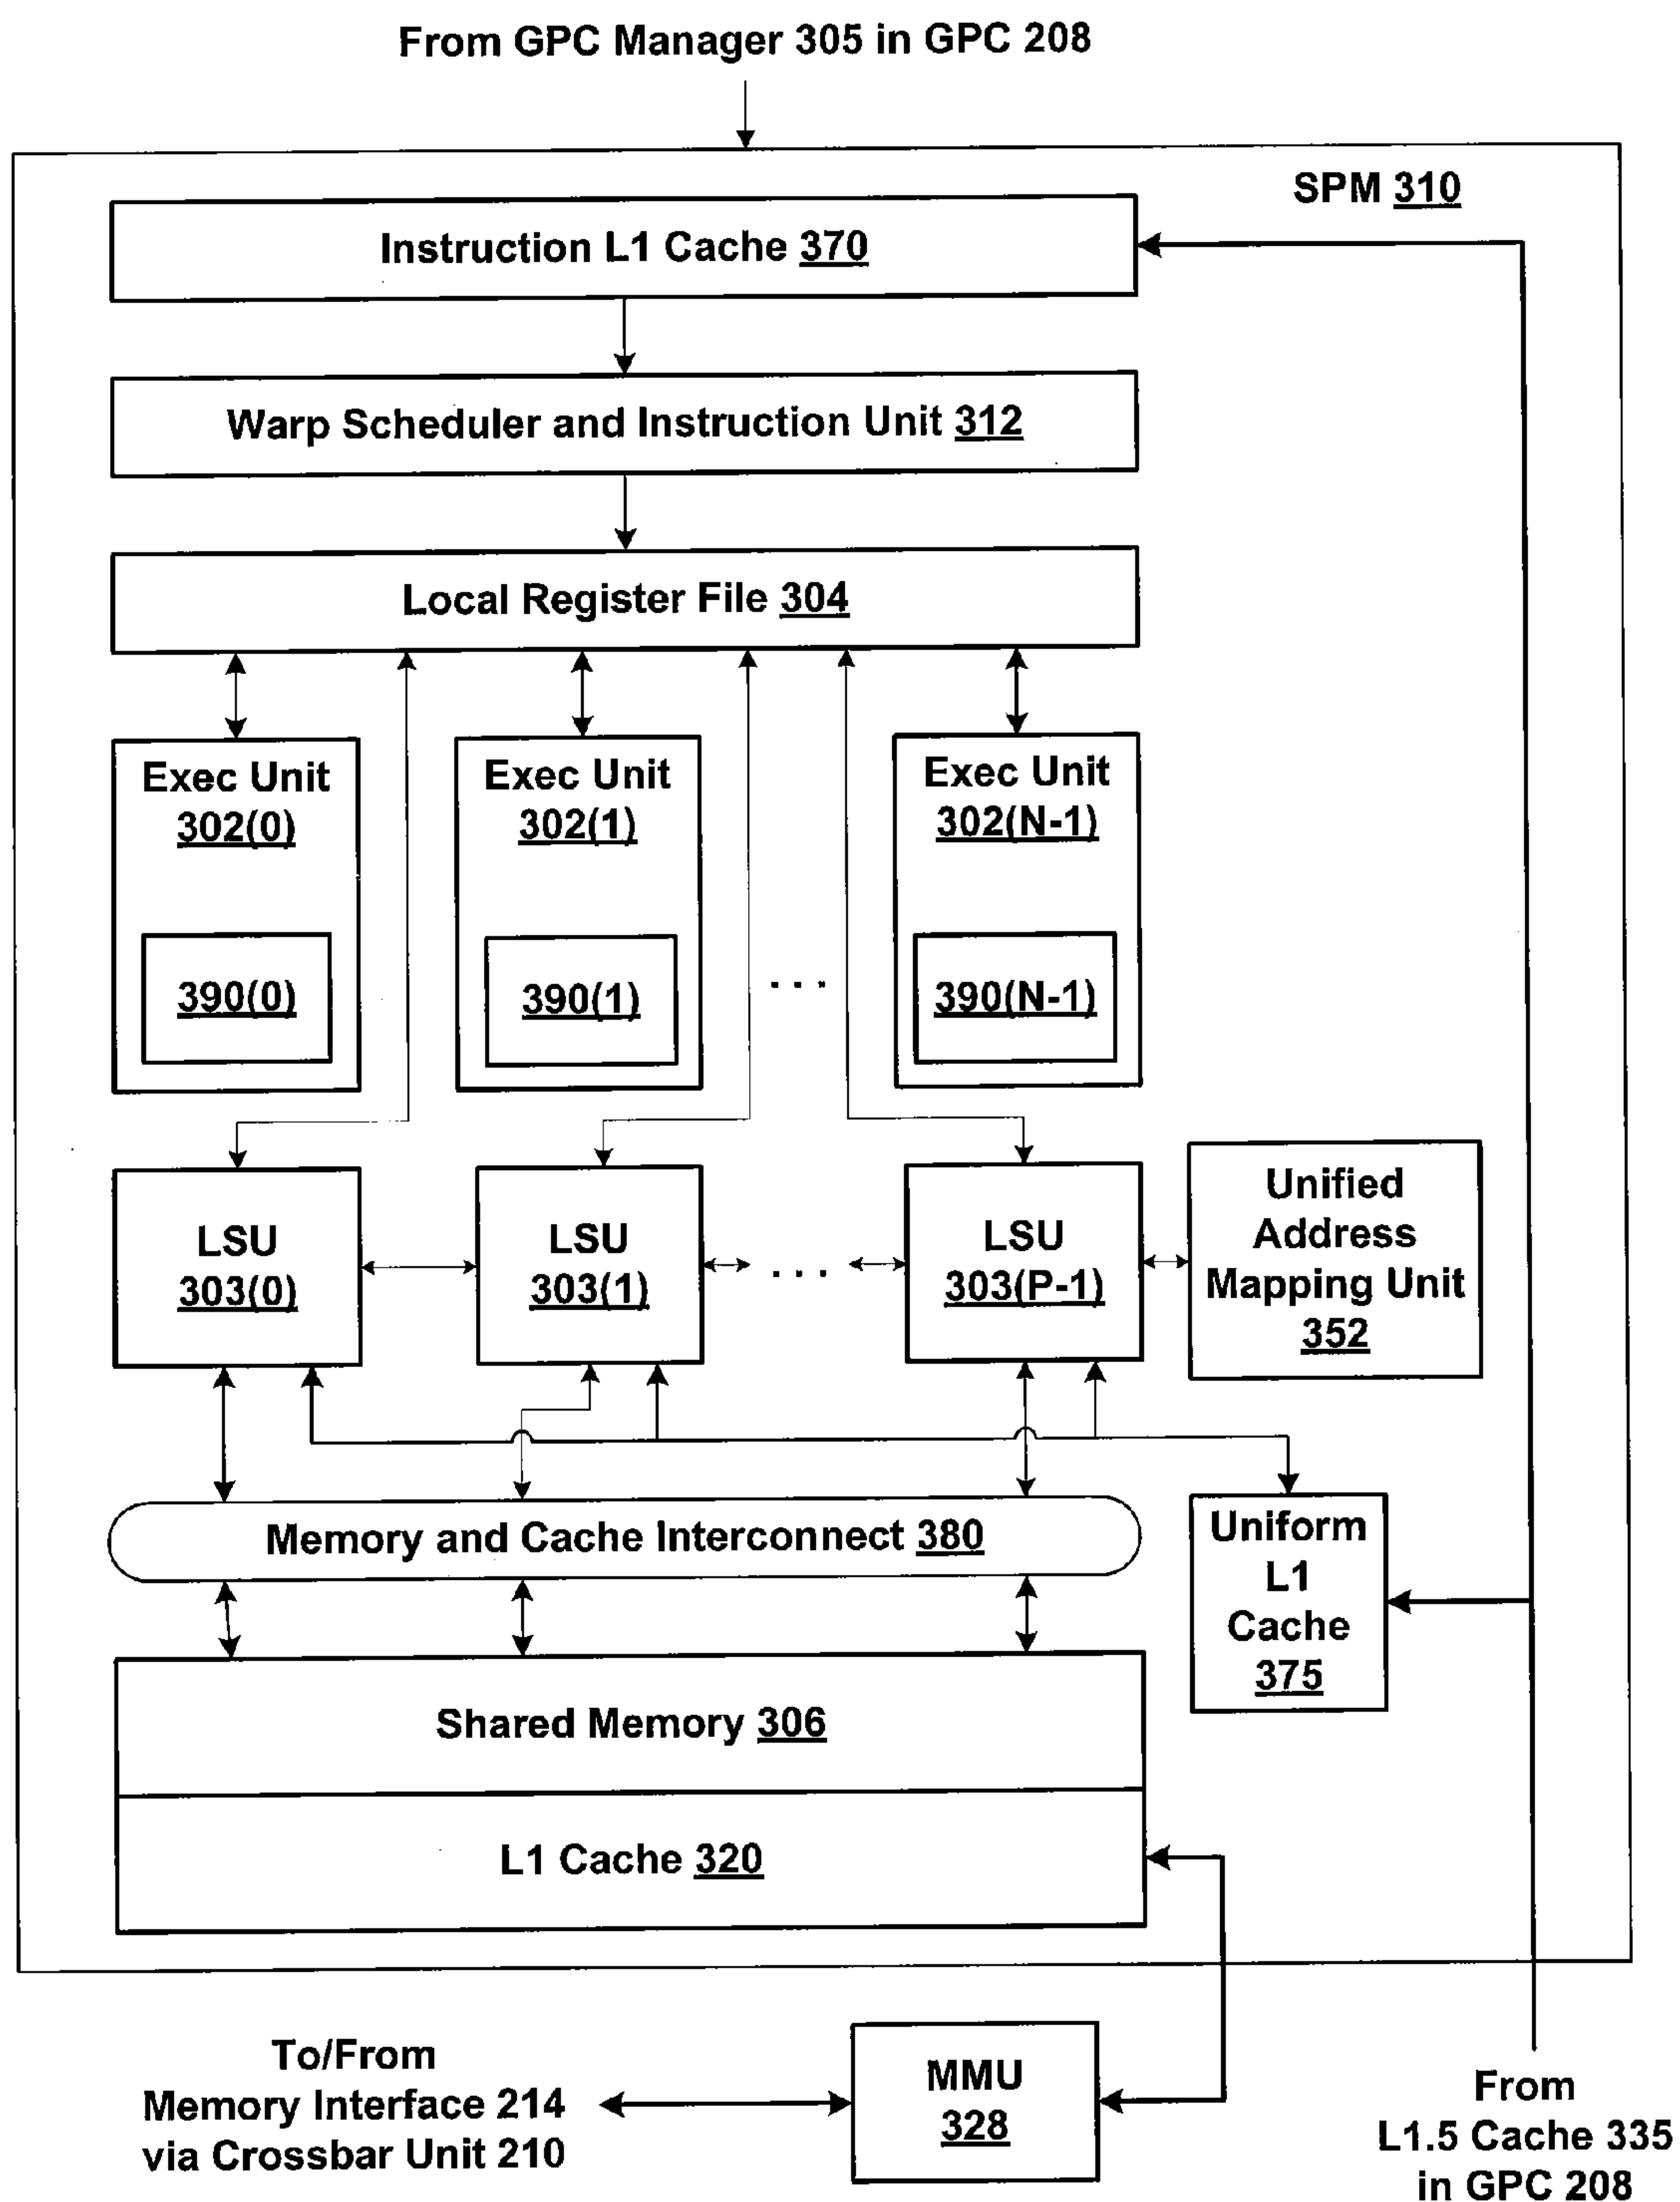 From GPC Manager 305 in GPC 208
SPM 310
Instruction L1 Cache 370
Warp Scheduler and Instruction Unit 312
Local Register File 304
Exec Unit
302(0)
390(0)
Exec Unit
302(1)
390(1)
. . .
Exec Unit
302(N-1)
390(N-1)
LSU
303(0)
LSU
303(1)
. . .
LSU
303(P-1)
Unified
Address
Mapping Unit
352
Memory and Cache Interconnect 380
Uniform
L1
Cache
375
Shared Memory 306
L1 Cache 320
To/From
Memory Interface 214
via Crossbar Unit 210
MMU
328
From
L1.5 Cache 335
in GPC 208